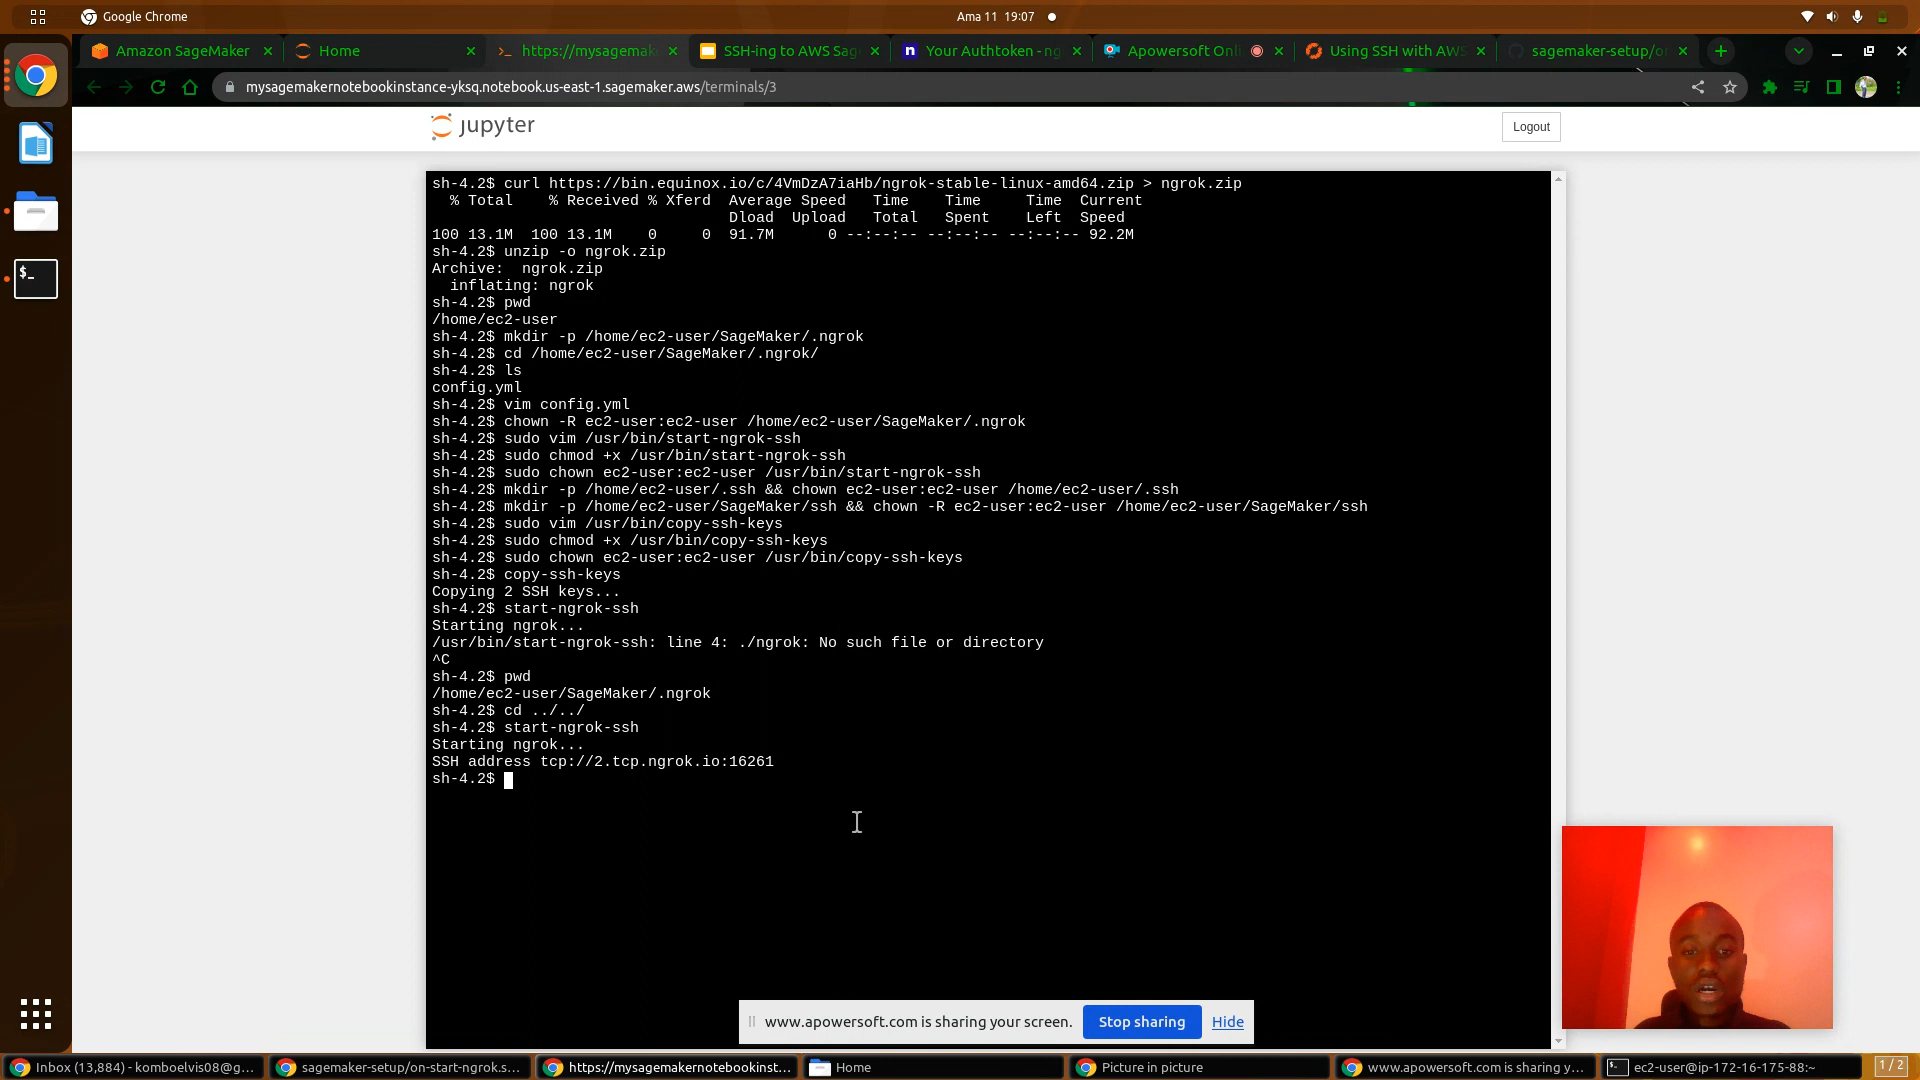 Google Chrome
Ama 11 19:07
Amazon SageMaker
Home
https://mysagemak
SSH-ing to AWS Sag
Your Authtoken - ng
Apowersoft Onli
Using SSH with AWS
sagemaker-setup/or
mysagemakernotebookinstance-yksq.notebook.us-east-1.sagemaker.aws/terminals/3
jupyter
Logout
sh-4.2$ curl https://bin.equinox.io/c/4VmDzA7iaHb/ngrok-stable-linux-amd64.zip > ngrok.zip
% Total % Received % Xferd Average Speed Time Time Time Current
Dload Upload Total Spent Left Speed
100 13.1M 100 13.1M 0 0 91.7M 0 --:--:-- --:--:-- --:--:-- 92.2M
sh-4.2$ unzip -o ngrok.zip
Archive: ngrok.zip
inflating: ngrok
sh-4.2$ pwd
/home/ec2-user
sh-4.2$ mkdir -p /home/ec2-user/SageMaker/.ngrok
sh-4.2$ cd /home/ec2-user/SageMaker/.ngrok/
sh-4.2$ ls
config.yml
sh-4.2$ vim config.yml
sh-4.2$ chown -R ec2-user:ec2-user /home/ec2-user/SageMaker/.ngrok
sh-4.2$ sudo vim /usr/bin/start-ngrok-ssh
sh-4.2$ sudo chmod +x /usr/bin/start-ngrok-ssh
sh-4.2$ sudo chown ec2-user:ec2-user /usr/bin/start-ngrok-ssh
sh-4.2$ mkdir -p /home/ec2-user/.ssh && chown ec2-user:ec2-user /home/ec2-user/.ssh
sh-4.2$ mkdir -p /home/ec2-user/SageMaker/ssh && chown -R ec2-user:ec2-user /home/ec2-user/SageMaker/ssh
sh-4.2$ sudo vim /usr/bin/copy-ssh-keys
sh-4.2$ sudo chmod +x /usr/bin/copy-ssh-keys
sh-4.2$ sudo chown ec2-user:ec2-user /usr/bin/copy-ssh-keys
sh-4.2$ copy-ssh-keys
Copying 2 SSH keys...
sh-4.2$ start-ngrok-ssh
Starting ngrok...
/usr/bin/start-ngrok-ssh: line 4: ./ngrok: No such file or directory
^C
sh-4.2$ pwd
/home/ec2-user/SageMaker/.ngrok
sh-4.2$ cd ../../
sh-4.2$ start-ngrok-ssh
Starting ngrok...
SSH address tcp://2.tcp.ngrok.io:16261
sh-4.2$
www.apowersoft.com is sharing your screen.
Stop sharing
Hide
Inbox (13,884) - komboelvis08@g...
sagemaker-setup/on-start-ngrok.s...
https://mysagemakernotebookinst...
Home
Picture in picture
www.apowersoft.com is sharing y...
ec2-user@ip-172-16-175-88:~
1 / 2